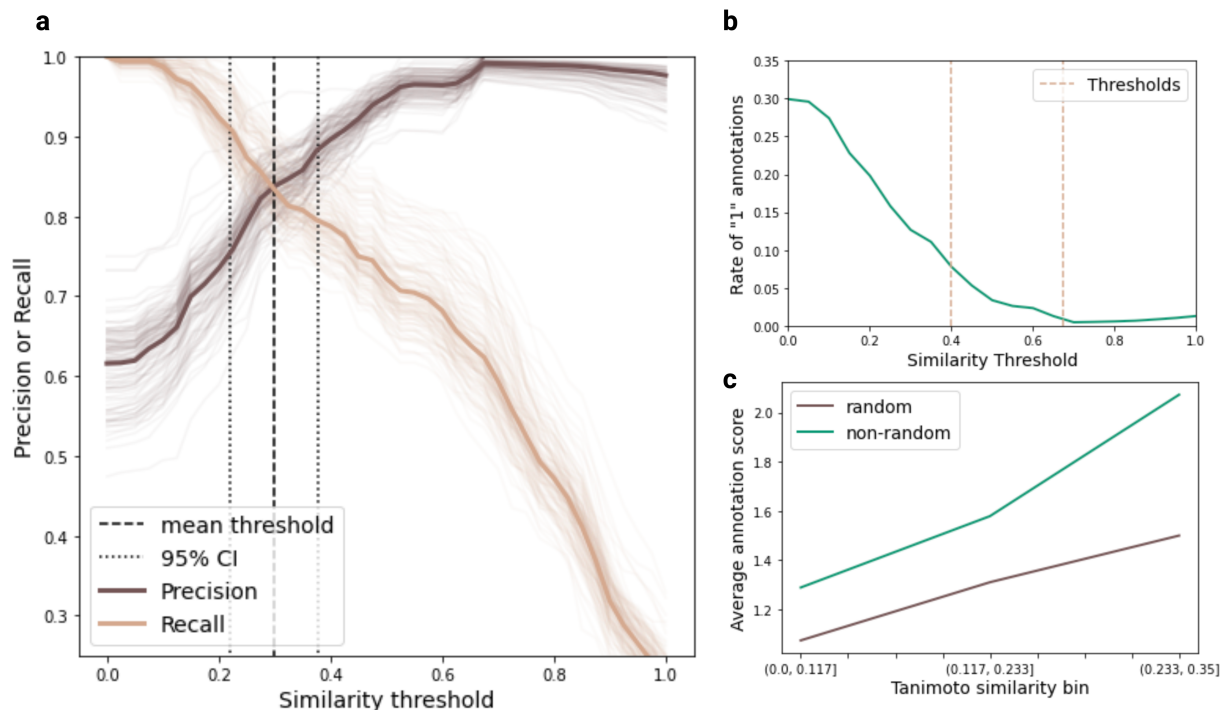 a
1.0
0.9
0.8
0.7
0.6
0.5
0.4
0.3
Precision or Recall
mean threshold
95% CI
Precision
Recall
0.0 0.2 0.4 0.6 0.8 1.0
Similarity threshold
b
0.35
0.30
0.25
0.20
0.15
0.10
0.05
0.00
Rate of "1" annotations
Thresholds
0.0 0.2 0.4 0.6 0.8 1.0
Similarity Threshold
c
2.0
1.8
1.6
1.4
1.2
Average annotation score
random
non-random
(0.0, 0.117] (0.117, 0.233] (0.233, 0.35]
Tanimoto similarity bin